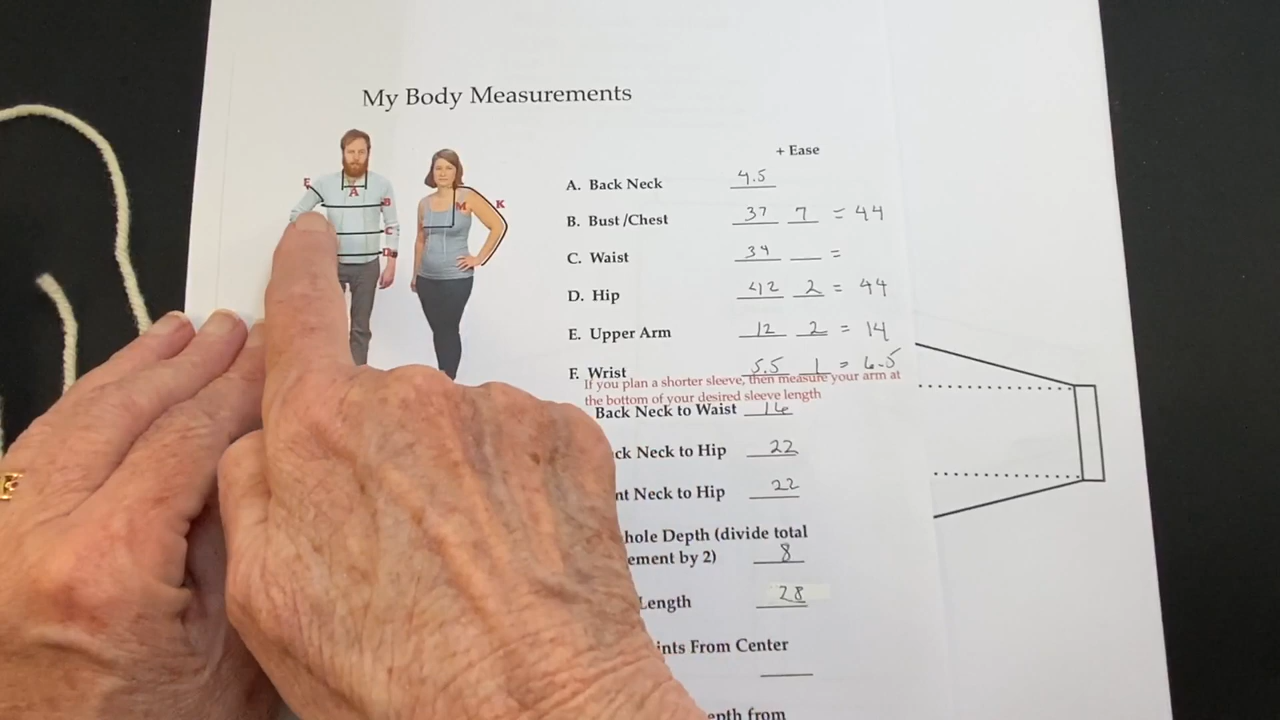 My Body Measurements
+ Ease
A. Back Neck 4.5
B. Bust /Chest 37 7 = 44
C. Waist 34 =
D. Hip 42 2 = 44
E. Upper Arm 12 2 = 14
F. Wrist 5.5 1 = 6.5
If you plan a shorter sleeve, then measure your arm at
the bottom of your desired sleeve length
Back Neck to Waist 16
ck Neck to Hip 22
nt Neck to Hip 22
hole Depth (divide total
ement by 2) 8
Length 28
ints From Center
epth from
E
A
B
C
D
M
K